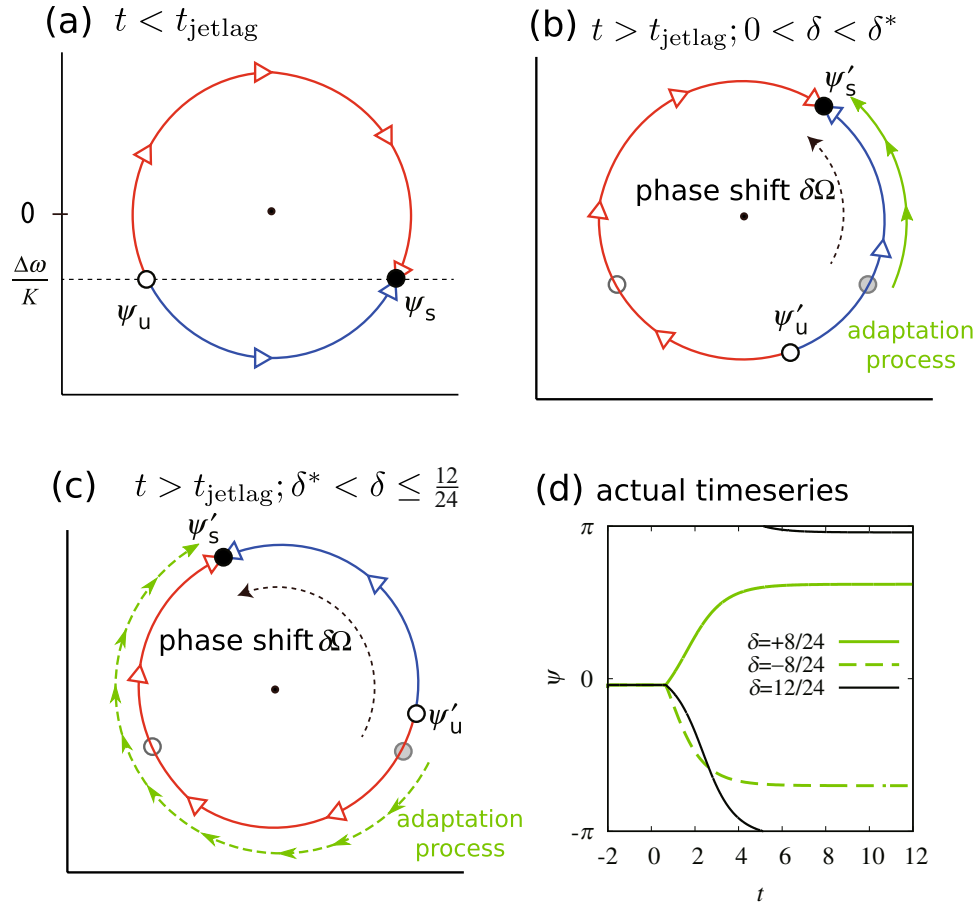 (a) t < t_jetlag
0
Δω/K
ψ_u
ψ_s
(b) t > t_jetlag; 0 < δ < δ*
ψ′_s
phase shift δΩ
ψ′_u
adaptation
process
(c) t > t_jetlag; δ* < δ ≤ 12/24
ψ′_s
phase shift δΩ
ψ′_u
adaptation
process
(d) actual timeseries
π
δ=+8/24
δ=−8/24
ψ 0
δ=12/24
-π
-2 0 2 4 6 8 10 12
t